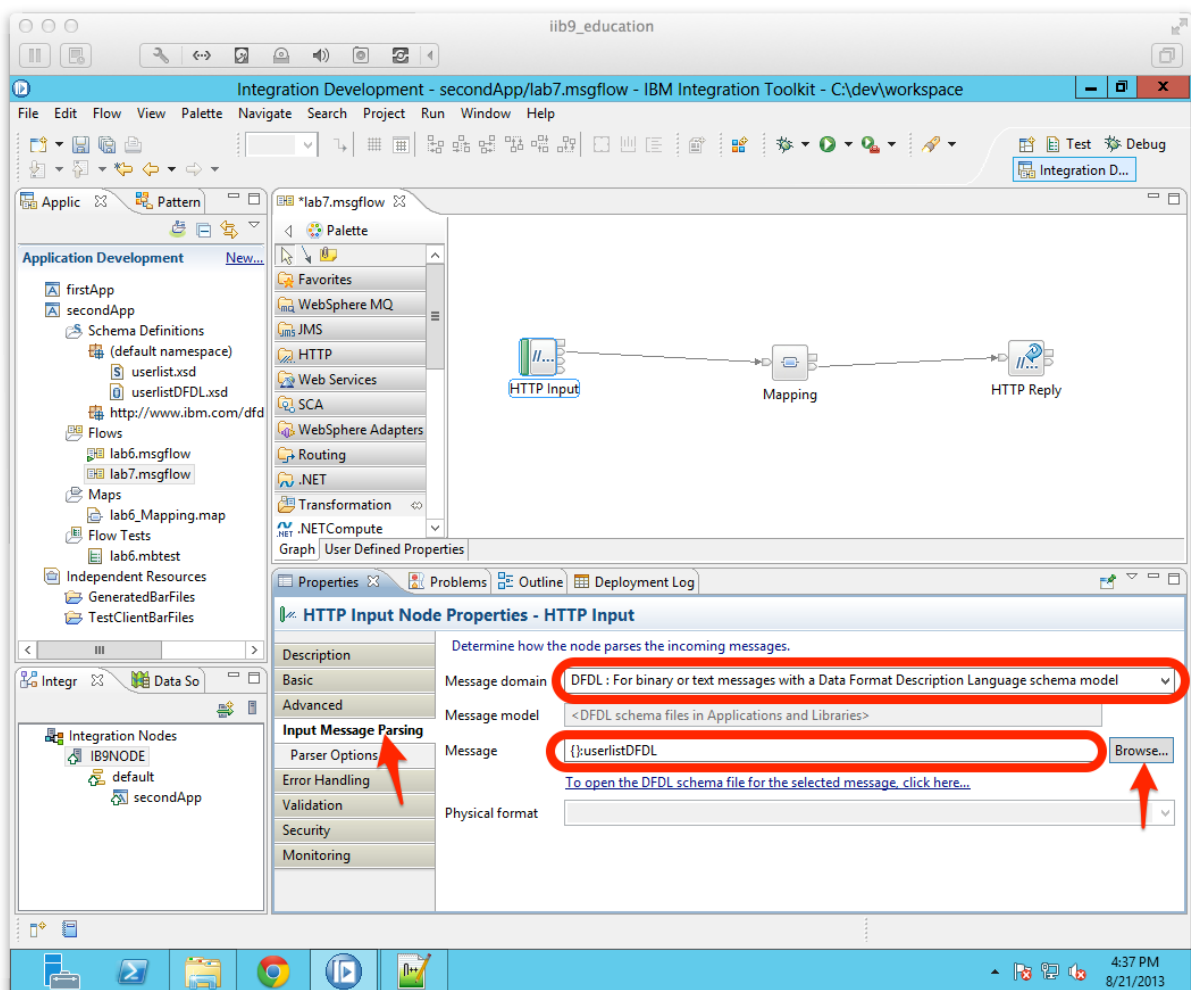 iib9_education
Integration Development - secondApp/lab7.msgflow - IBM Integration Toolkit - C:\dev\workspace
File Edit Flow View Palette Navigate Search Project Run Window Help
Test Debug
Integration D...
Applic Pattern
Application Development New...
firstApp
secondApp
Schema Definitions
(default namespace)
userlist.xsd
userlistDFDL.xsd
http://www.ibm.com/dfd
Flows
lab6.msgflow
lab7.msgflow
Maps
lab6_Mapping.map
Flow Tests
lab6.mbtest
Independent Resources
GeneratedBarFiles
TestClientBarFiles
Integr Data So
Integration Nodes
IB9NODE
default
secondApp
*lab7.msgflow
Palette
Favorites
WebSphere MQ
JMS
HTTP
Web Services
SCA
WebSphere Adapters
Routing
.NET
Transformation
.NETCompute
Graph User Defined Properties
HTTP Input
Mapping
HTTP Reply
Properties Problems Outline Deployment Log
HTTP Input Node Properties - HTTP Input
Description
Basic
Advanced
Input Message Parsing
Parser Options
Error Handling
Validation
Security
Monitoring
Determine how the node parses the incoming messages.
Message domain DFDL : For binary or text messages with a Data Format Description Language schema model
Message model <DFDL schema files in Applications and Libraries>
Message {}:userlistDFDL Browse...
To open the DFDL schema file for the selected message, click here...
Physical format
4:37 PM
8/21/2013